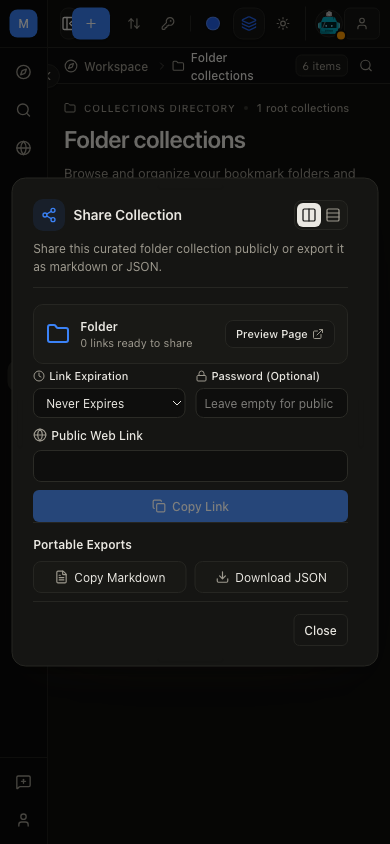 M
Workspace
Folder
collections
6 items
COLLECTIONS DIRECTORY • 1 root collections
Folder collections
Browse and organize your bookmark folders and
Share Collection
Share this curated folder collection publicly or export it
as markdown or JSON.
Folder
0 links ready to share
Preview Page
Link Expiration
Password (Optional)
Never Expires
Leave empty for public
Public Web Link
Copy Link
Portable Exports
Copy Markdown
Download JSON
Close